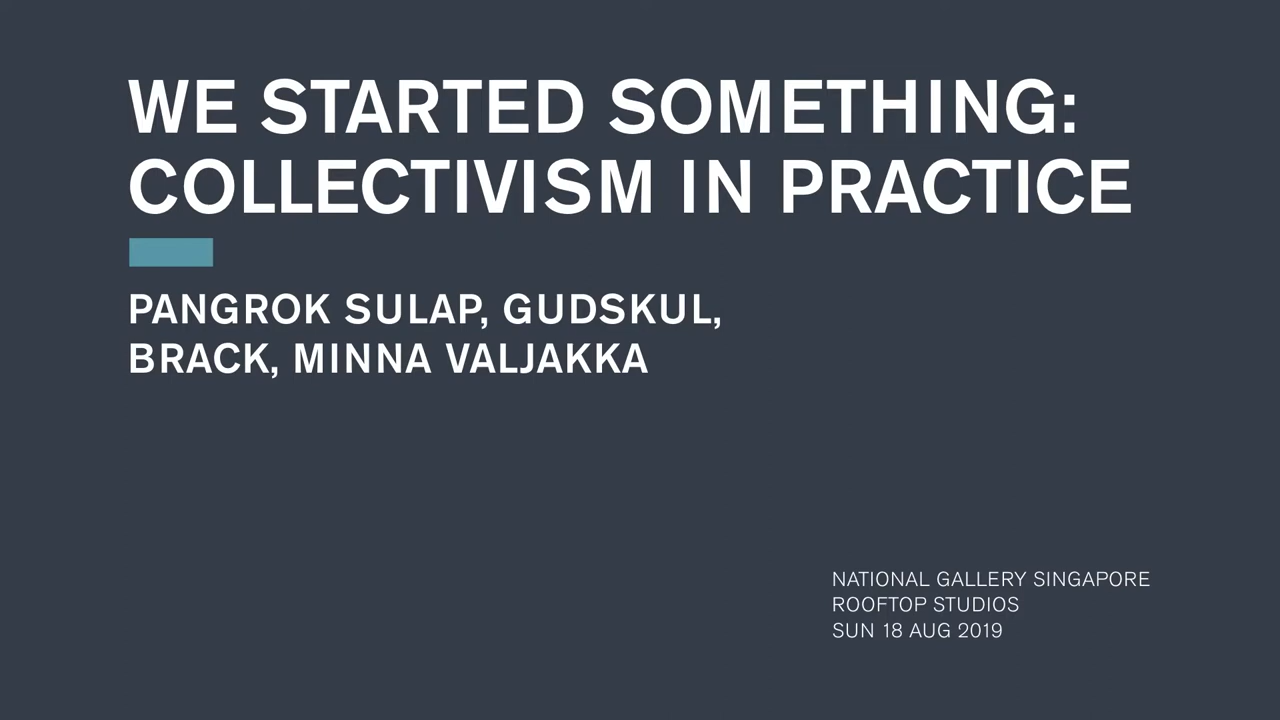 WE STARTED SOMETHING:
COLLECTIVISM IN PRACTICE
PANGROK SULAP, GUDSKUL,
BRACK, MINNA VALJAKKA
NATIONAL GALLERY SINGAPORE
ROOFTOP STUDIOS
SUN 18 AUG 2019